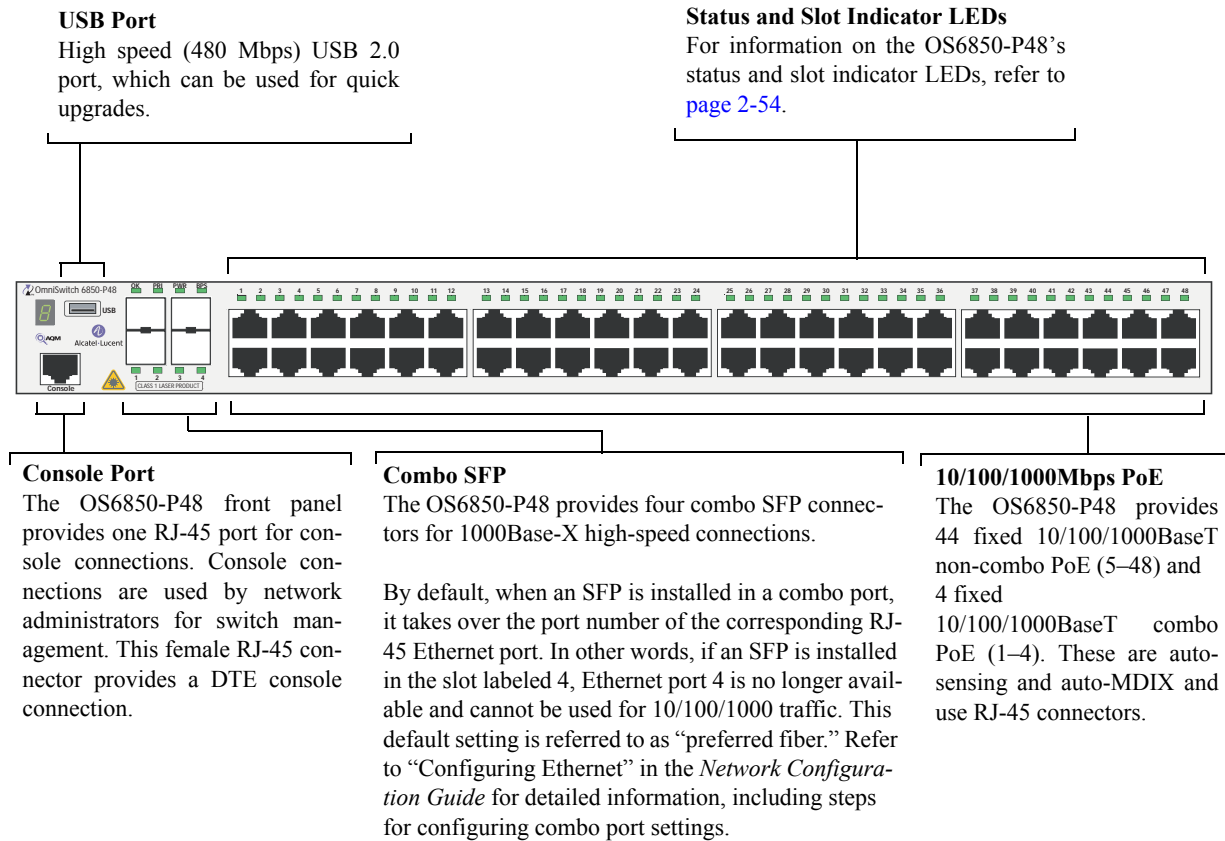 USB Port
High speed (480 Mbps) USB 2.0
port, which can be used for quick
upgrades.
Status and Slot Indicator LEDs
For information on the OS6850-P48’s
status and slot indicator LEDs, refer to
page 2-54.
OmniSwitch 6850-P48
OK PRI PWR BPS
1 2 3 4 5 6 7 8 9 10 11 12 13 14 15 16 17 18 19 20 21 22 23 24 25 26 27 28 29 30 31 32 33 34 35 36 37 38 39 40 41 42 43 44 45 46 47 48
8
USB
AQM
Alcatel·Lucent
Console
1 2 3 4
CLASS 1 LASER PRODUCT
Console Port
The OS6850-P48 front panel
provides one RJ-45 port for con-
sole connections. Console con-
nections are used by network
administrators for switch man-
agement. This female RJ-45 con-
nector provides a DTE console
connection.
Combo SFP
The OS6850-P48 provides four combo SFP connec-
tors for 1000Base-X high-speed connections.
By default, when an SFP is installed in a combo port,
it takes over the port number of the corresponding RJ-
45 Ethernet port. In other words, if an SFP is installed
in the slot labeled 4, Ethernet port 4 is no longer avail-
able and cannot be used for 10/100/1000 traffic. This
default setting is referred to as “preferred fiber.” Refer
to “Configuring Ethernet” in the Network Configura-
tion Guide for detailed information, including steps
for configuring combo port settings.
10/100/1000Mbps PoE
The OS6850-P48 provides
44 fixed 10/100/1000BaseT
non-combo PoE (5–48) and
4 fixed
10/100/1000BaseT combo
PoE (1–4). These are auto-
sensing and auto-MDIX and
use RJ-45 connectors.